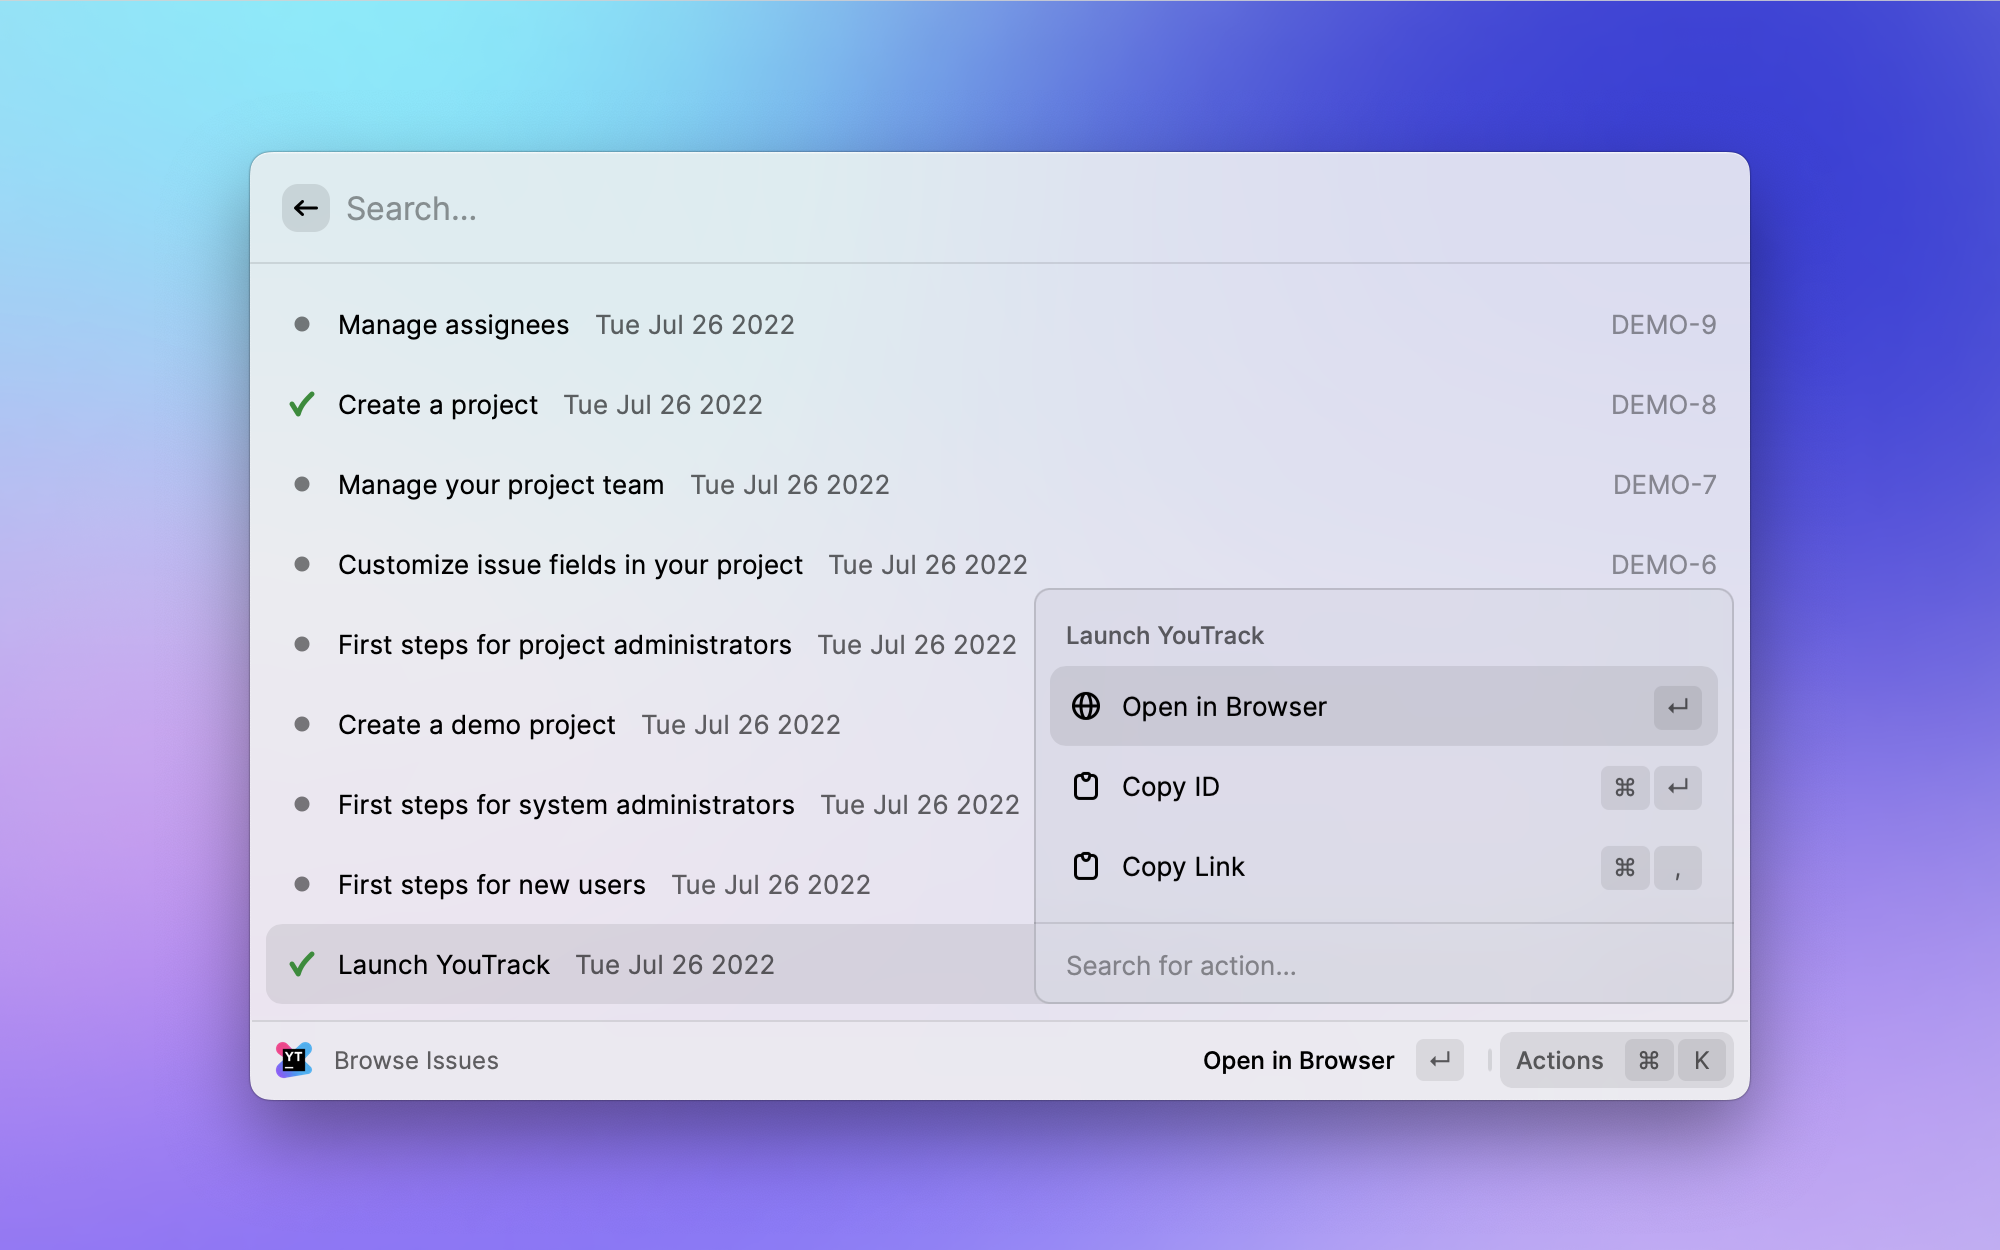 Search...
Manage assignees Tue Jul 26 2022 DEMO-9
Create a project Tue Jul 26 2022 DEMO-8
Manage your project team Tue Jul 26 2022 DEMO-7
Customize issue fields in your project Tue Jul 26 2022 DEMO-6
First steps for project administrators Tue Jul 26 2022
Create a demo project Tue Jul 26 2022
First steps for system administrators Tue Jul 26 2022
First steps for new users Tue Jul 26 2022
Launch YouTrack Tue Jul 26 2022
Launch YouTrack
Open in Browser ↵
Copy ID ⌘ ↵
Copy Link ⌘ ,
Search for action...
YT Browse Issues Open in Browser ↵ Actions ⌘ K